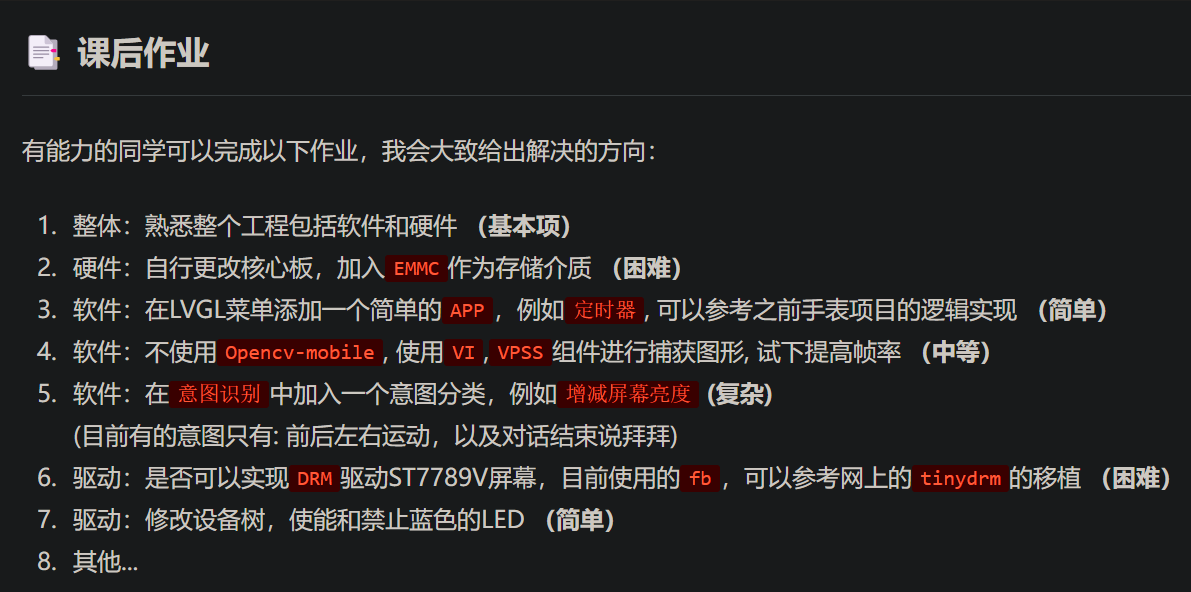 课后作业
有能力的同学可以完成以下作业，我会大致给出解决的方向：
1. 整体：熟悉整个工程包括软件和硬件 （基本项）
2. 硬件：自行更改核心板，加入 EMMC 作为存储介质 （困难）
3. 软件：在LVGL菜单添加一个简单的 APP ，例如 定时器 , 可以参考之前手表项目的逻辑实现 （简单）
4. 软件：不使用 Opencv-mobile , 使用 VI , VPSS 组件进行捕获图形, 试下提高帧率 （中等）
5. 软件：在 意图识别 中加入一个意图分类，例如 增减屏幕亮度 (复杂)
(目前有的意图只有: 前后左右运动，以及对话结束说拜拜)
6. 驱动：是否可以实现 DRM 驱动ST7789V屏幕，目前使用的 fb ，可以参考网上的 tinydrm 的移植 （困难）
7. 驱动：修改设备树，使能和禁止蓝色的LED （简单）
8. 其他...